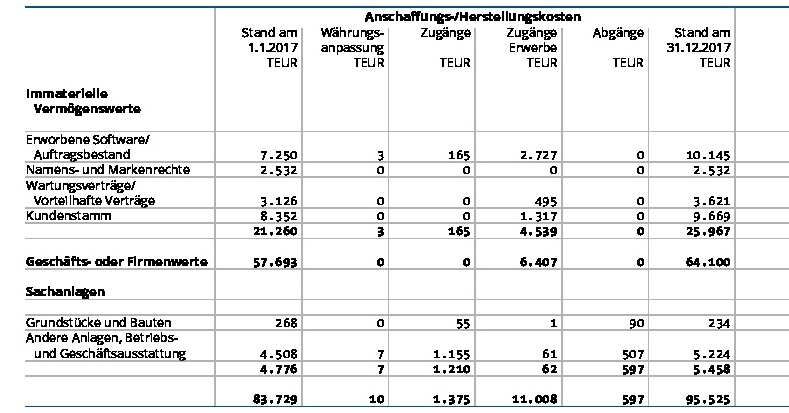 Anschaffungs-/Herstellungskosten
Stand am Währungs- Zugänge Zugänge Abgänge Stand am
1.1.2017 anpassung Erwerbe 31.12.2017
TEUR TEUR TEUR TEUR TEUR TEUR
Immaterielle
Vermögenswerte
Erworbene Software/
Auftragsbestand 7.250 3 165 2.727 0 10.145
Namens- und Markenrechte 2.532 0 0 0 0 2.532
Wartungsverträge/
Vorteilhafte Verträge 3.126 0 0 495 0 3.621
Kundenstamm 8.352 0 0 1.317 0 9.669
21.260 3 165 4.539 0 25.967
Geschäfts- oder Firmenwerte 57.693 0 0 6.407 0 64.100
Sachanlagen
Grundstücke und Bauten 268 0 55 1 90 234
Andere Anlagen, Betriebs-
und Geschäftsausstattung 4.508 7 1.155 61 507 5.224
4.776 7 1.210 62 597 5.458
83.729 10 1.375 11.008 597 95.525